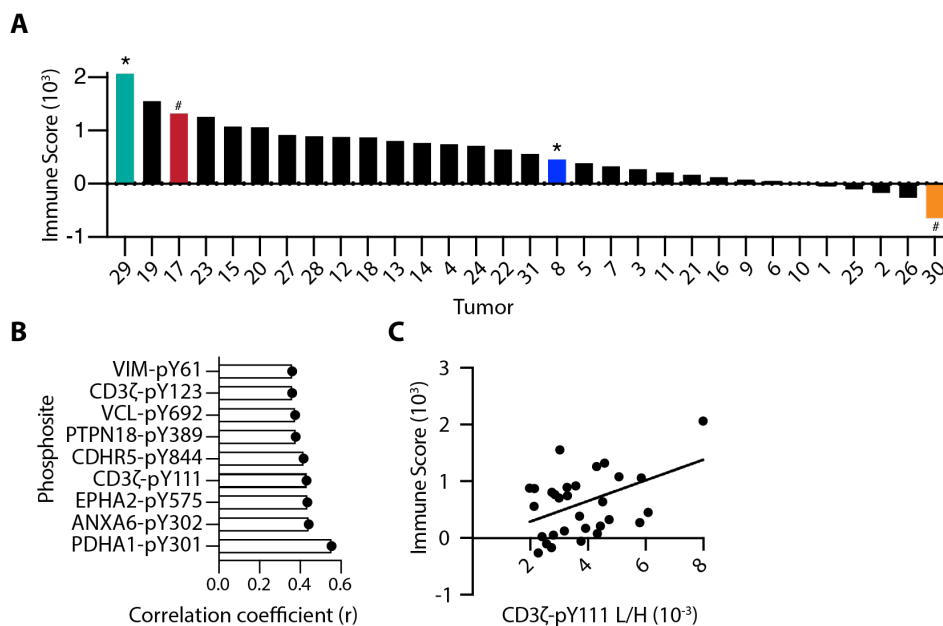 A
Immune Score (10³)
2
1
0
-1
*
#
*
#
29 19 17 23 15 20 27 28 12 18 13 14 4 24 22 31 8 5 7 3 11 21 16 9 6 10 1 25 2 26 30
Tumor
B
Phosphosite
VIM-pY61
CD3ζ-pY123
VCL-pY692
PTPN18-pY389
CDHR5-pY844
CD3ζ-pY111
EPHA2-pY575
ANXA6-pY302
PDHA1-pY301
0.0 0.2 0.4 0.6
Correlation coefficient (r)
C
Immune Score (10³)
3
2
1
0
-1
2 4 6 8
CD3ζ-pY111 L/H (10⁻³)